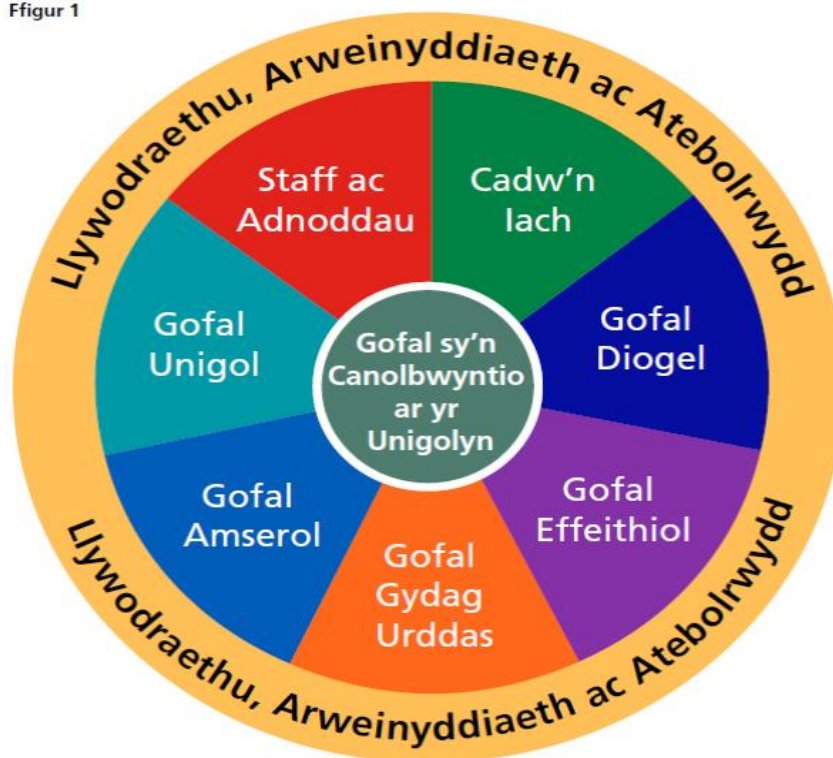 Ffigur 1
Llywodraethu, Arweinyddiaeth ac Atebolrwydd
Staff ac
Adnoddau
Cadw'n
Iach
Gofal
Unigol
Gofal
Diogel
Gofal sy'n
Canolbwyntio
ar yr
Unigolyn
Gofal
Amserol
Gofal
Effeithiol
Gofal
Gydag
Urddas
Llywodraethu, Arweinyddiaeth ac Atebolrwydd